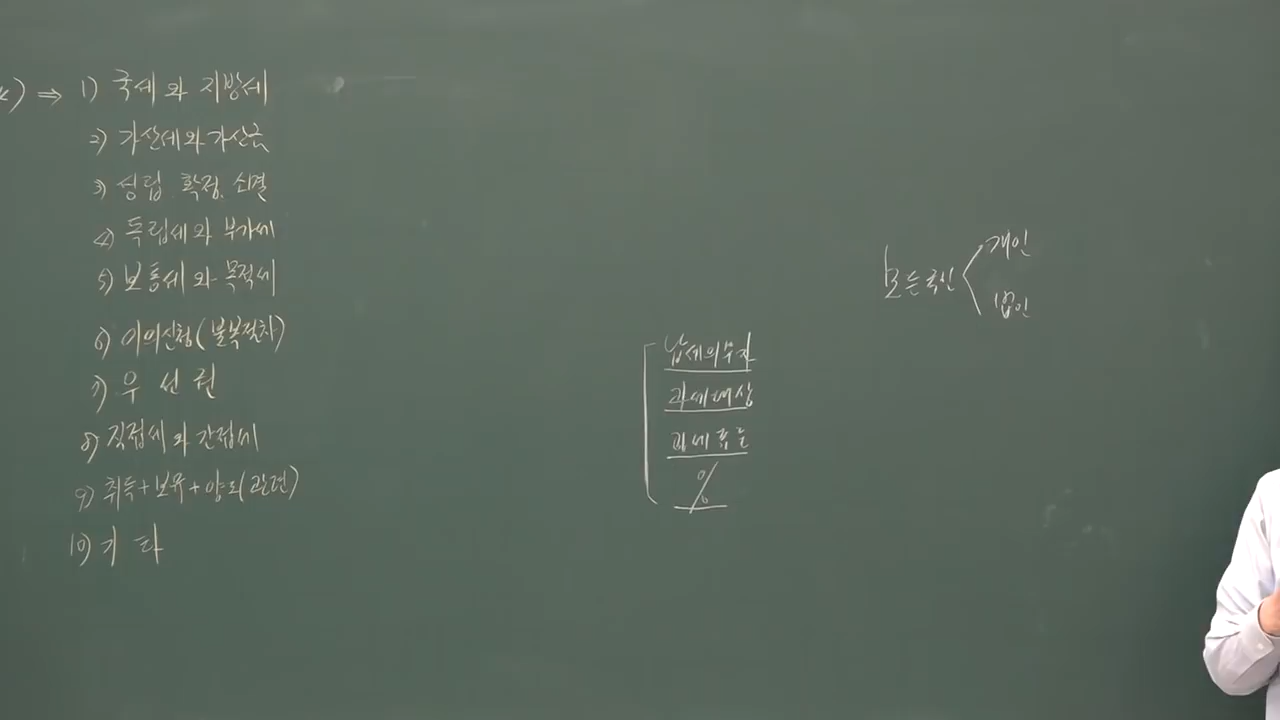 ⇒ 1) 국세와 지방세
2) 가산세와 가산금
3) 성립. 확정. 소멸
4) 독립세와 부가세
5) 보통세와 목적세
6) 이의신청(불복절차)
7) 우선권
8) 직접세와 간접세
9) 취득+보유+양도(관련)
10) 기타
납세의무자
과세대상
과세표준
%
모든국민
개인
법인